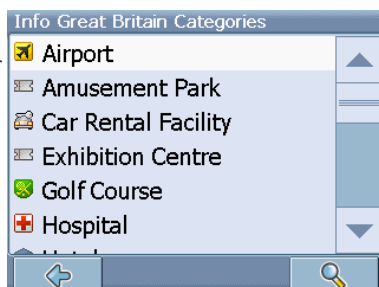 Info Great Britain Categories
Airport
Amusement Park
Car Rental Facility
Exhibition Centre
Golf Course
Hospital